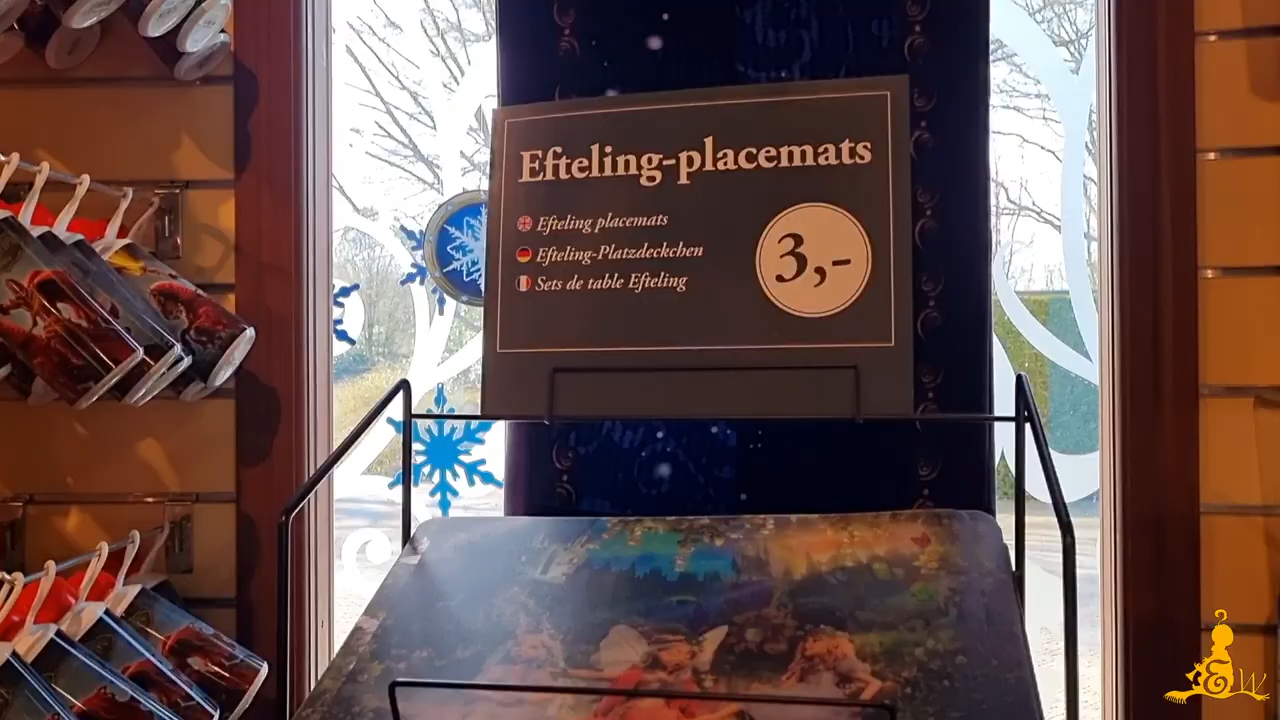 Efteling-placemats
Efteling placemats
Efteling-Platzdeckchen
Sets de table Efteling
3,-
E W